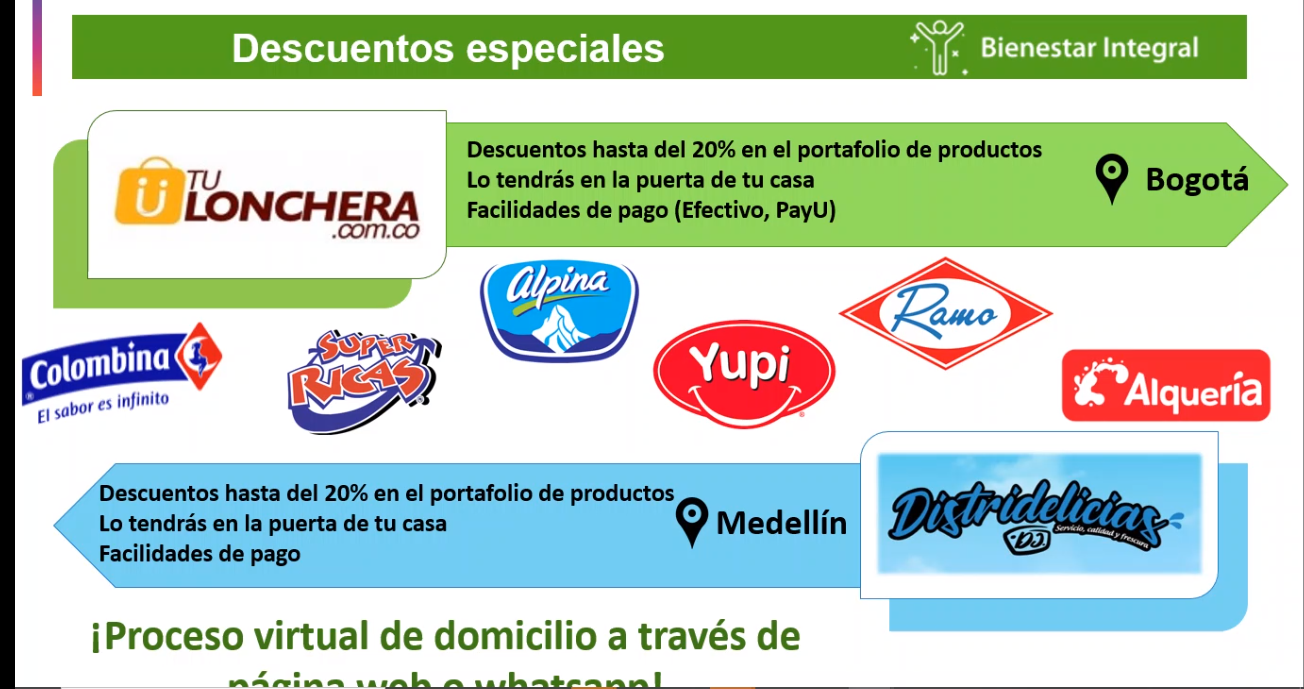 Descuentos especiales
Bienestar Integral
TU
LONCHERA
.com.co
Descuentos hasta del 20% en el portafolio de productos
Lo tendrás en la puerta de tu casa
Facilidades de pago (Efectivo, PayU)
Bogotá
Colombina
®
El sabor es infinito
SUPER
RICAS
®
alpina
Yupi
®
Ramo
Alquería
Descuentos hasta del 20% en el portafolio de productos
Lo tendrás en la puerta de tu casa
Facilidades de pago
Medellín
Distridelicias
Servicio, calidad y frescura
D.J.
¡Proceso virtual de domicilio a través de
página web o whatsapp!